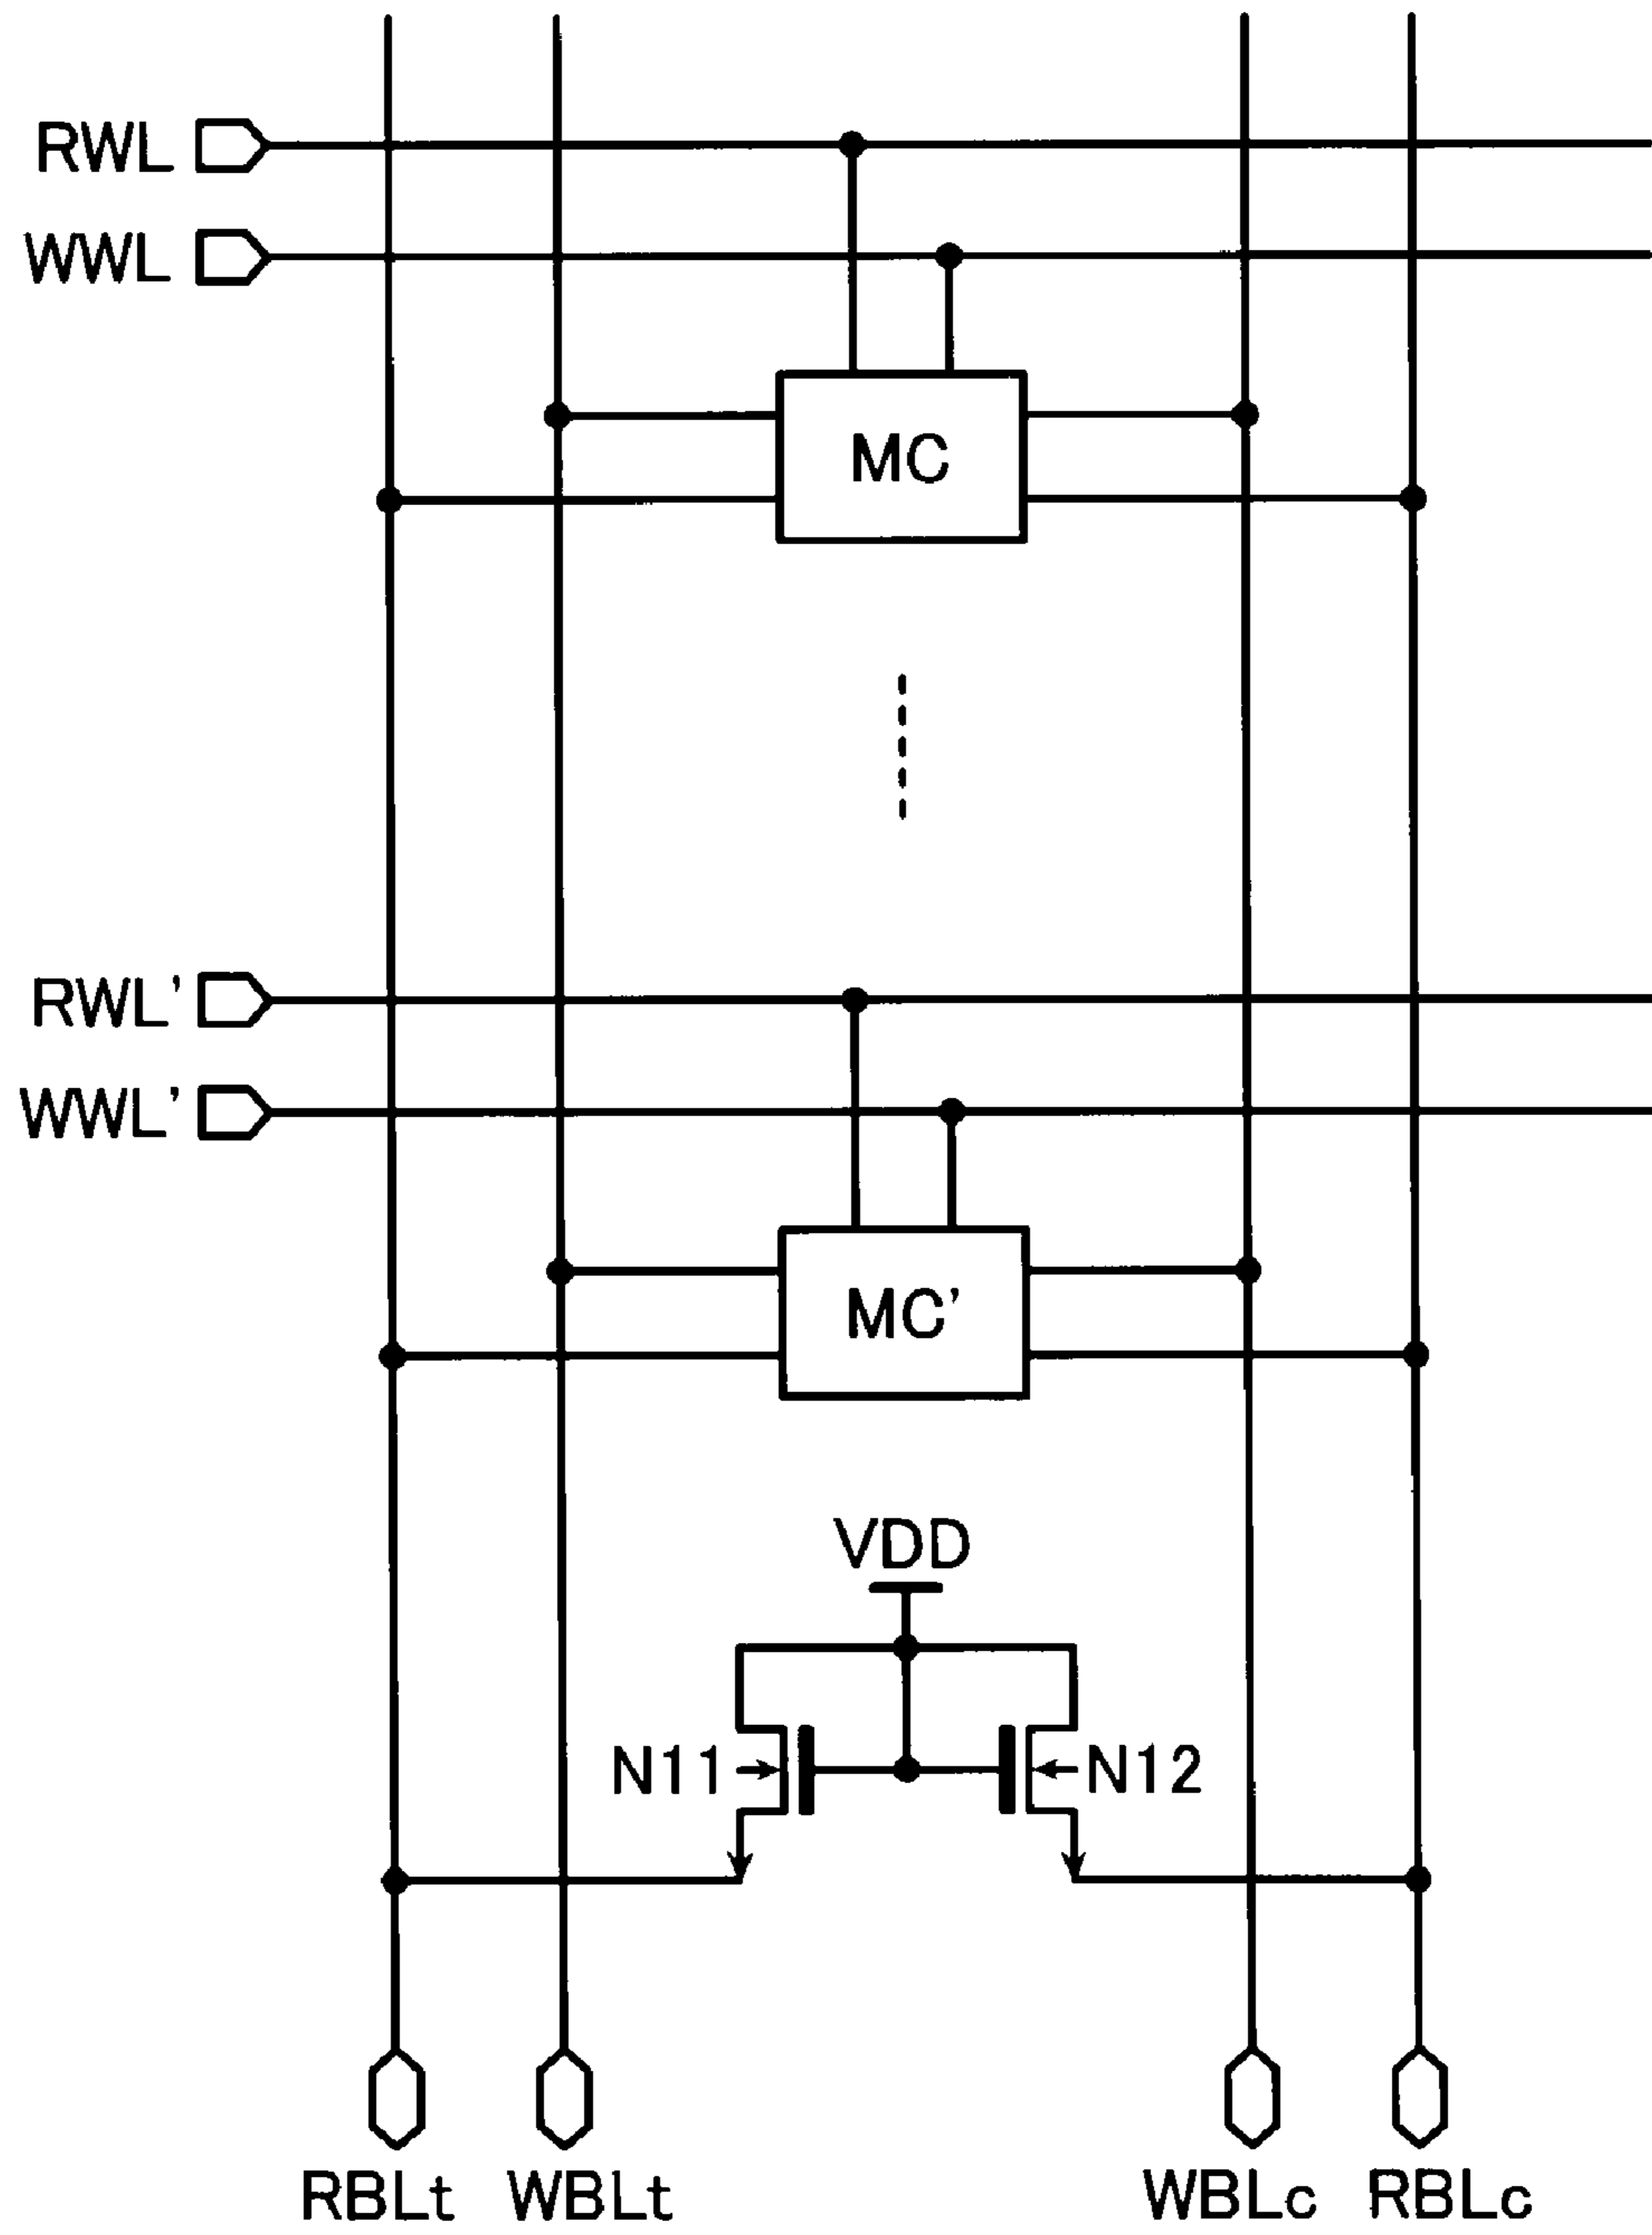 RWL
WWL
MC
RWL'
WWL'
MC'
VDD
N11 N12
RBLt WBLt WBLc RBLc